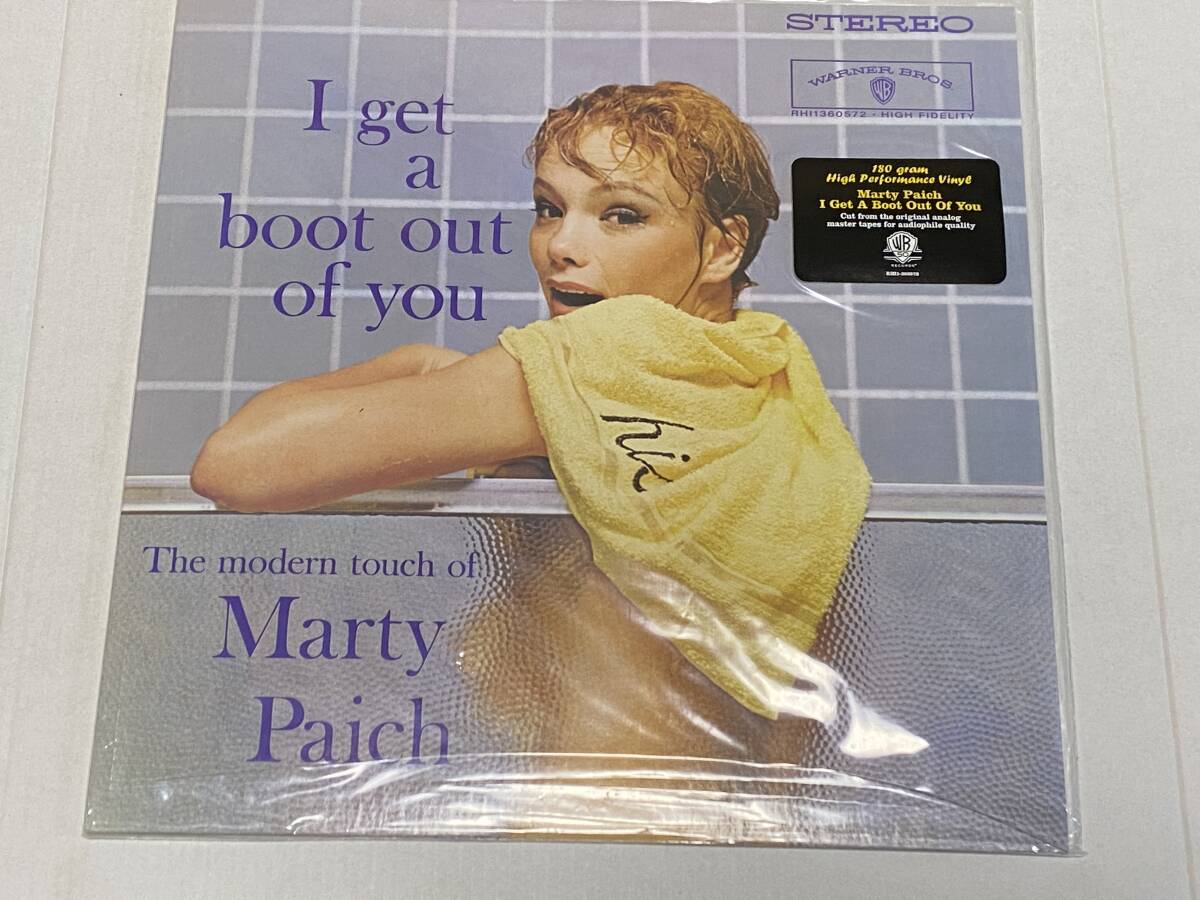 STEREO
WARNER BROS.
WB
RHI1360572 · HIGH FIDELITY
I get
a
boot out
of you
180 gram
High Performance Vinyl
Marty Paich
I Get A Boot Out Of You
Cut from the original analog
master tapes for audiophile quality
RECORDS
his
The modern touch of
Marty
Paich